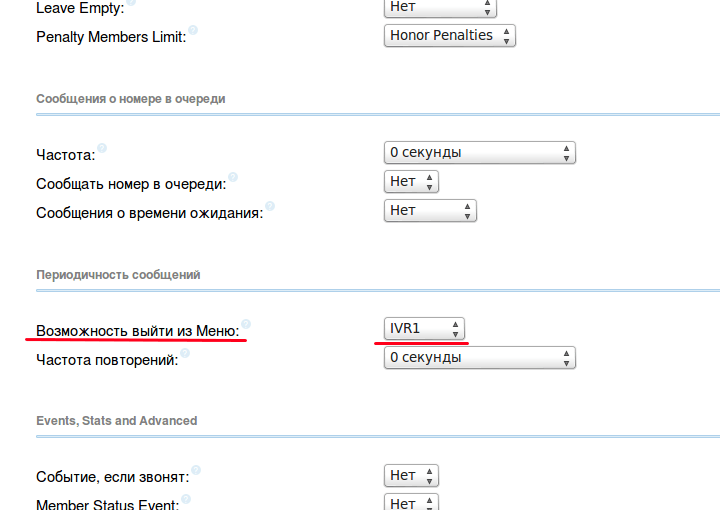 Leave Empty: ? Нет
Penalty Members Limit: ? Honor Penalties
Сообщения о номере в очереди
Частота: ? 0 секунды
Сообщать номер в очереди: ? Нет
Сообщения о времени ожидания: ? Нет
Периодичность сообщений
Возможность выйти из Меню: ? IVR1
Частота повторений: ? 0 секунды
Events, Stats and Advanced
Событие, если звонят: ? Нет
Member Status Event: ? Нет